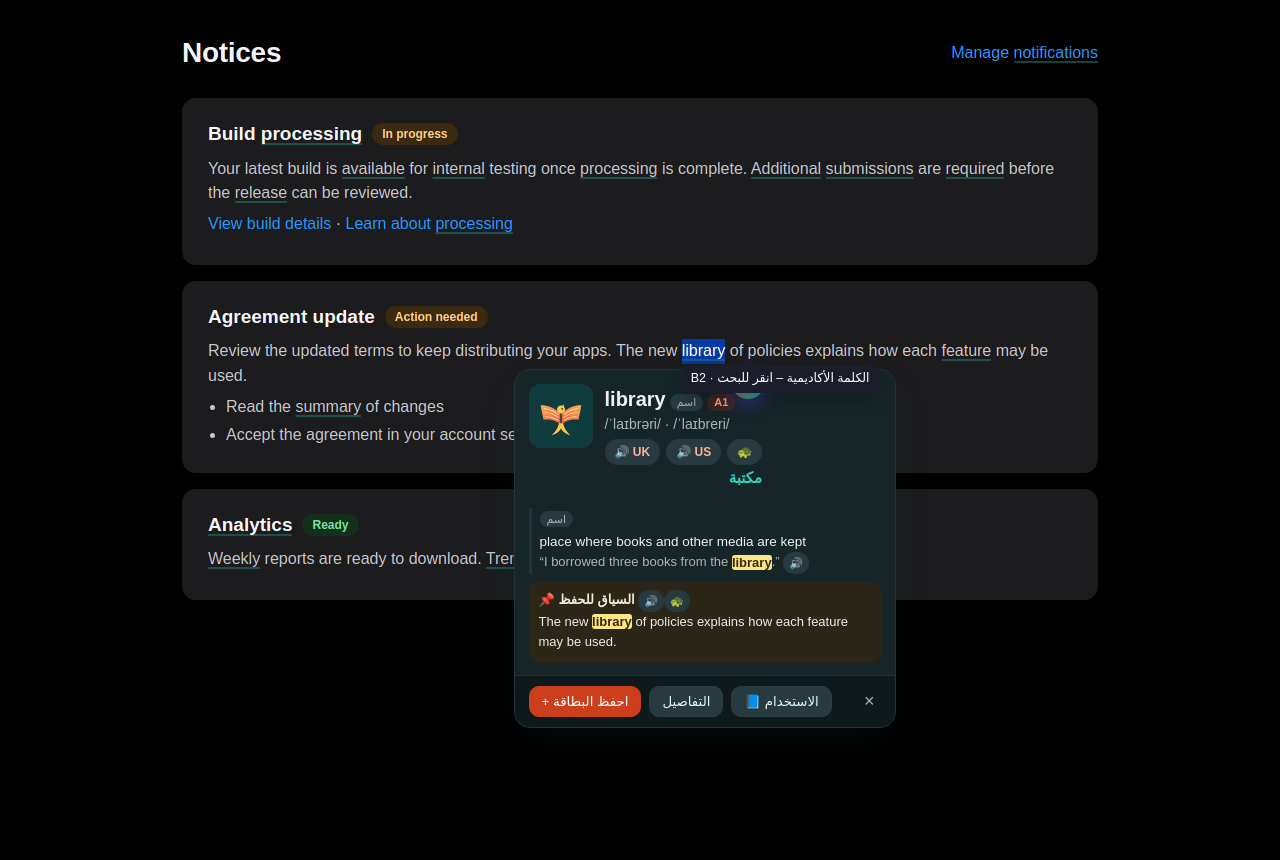 Notices
Manage notifications
Build processing In progress
Your latest build is available for internal testing once processing is complete. Additional submissions are required before
the release can be reviewed.
View build details · Learn about processing
Agreement update Action needed
Review the updated terms to keep distributing your apps. The new library of policies explains how each feature may be
used.
الكلمة الأكاديمية – انقر للبحث · B2
Read the summary of changes
Accept the agreement in your account se
library اسم A1
/ˈlaɪbrəri/ · /ˈlaɪbreri/
🔊 UK 🔊 US 🐢
مكتبة
اسم
place where books and other media are kept
“I borrowed three books from the library.” 🔊
📌 السياق للحفظ 🔊 🐢
The new library of policies explains how each feature
may be used.
+ احفظ البطاقة
التفاصيل
📘 الاستخدام
×
Analytics Ready
Weekly reports are ready to download. Tren